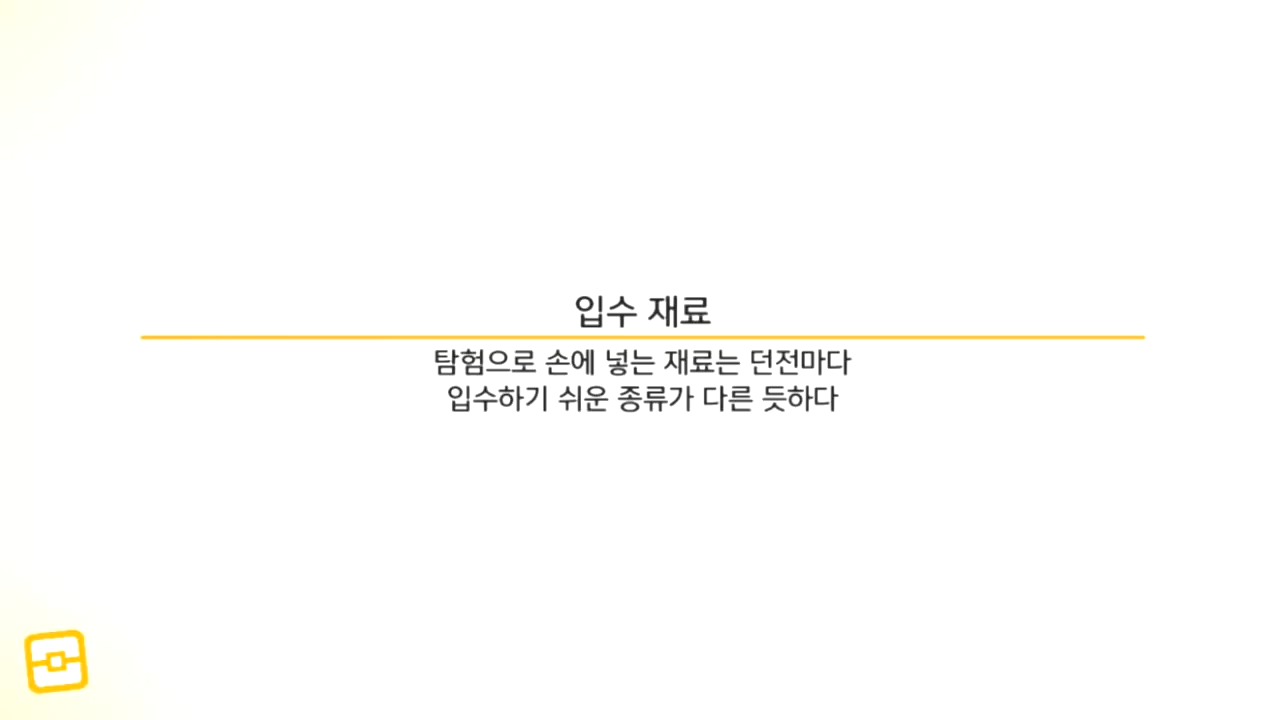 입수 재료
탐험으로 손에 넣는 재료는 던전마다
입수하기 쉬운 종류가 다른 듯하다